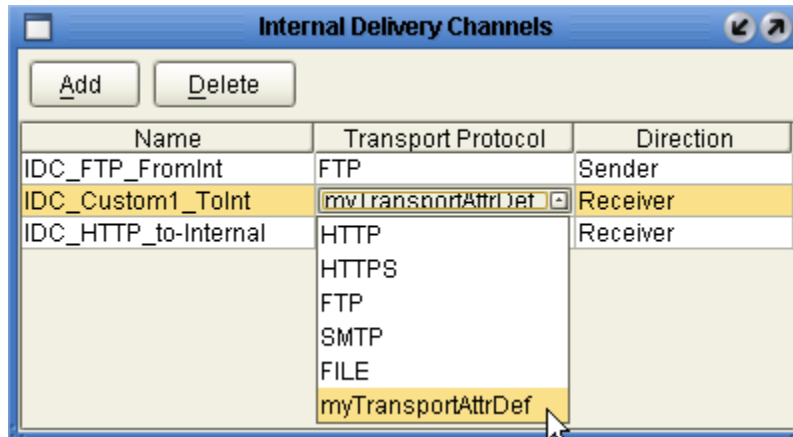 Internal Delivery Channels
Add Delete
Name Transport Protocol Direction
IDC_FTP_FromInt FTP Sender
IDC_Custom1_ToInt myTransportAttrDef Receiver
IDC_HTTP_to-Internal Receiver
HTTP
HTTPS
FTP
SMTP
FILE
myTransportAttrDef